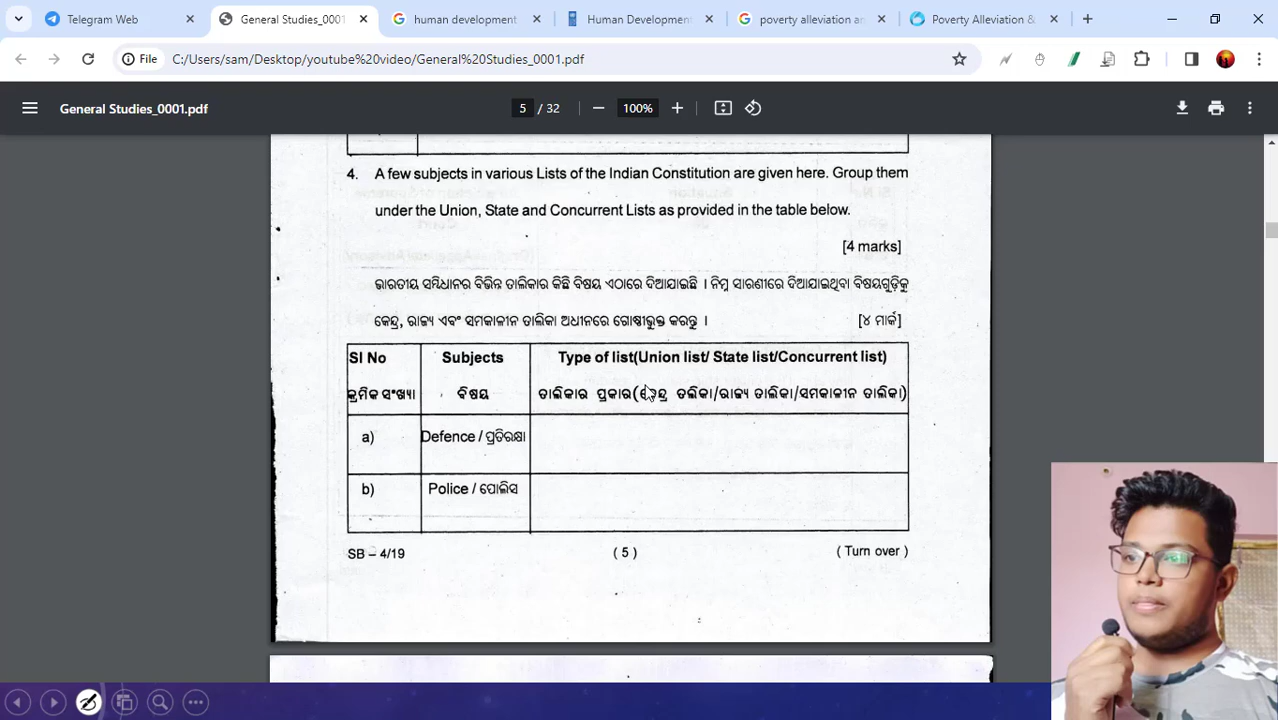 Telegram Web
General Studies_0001
human development
Human Development
poverty alleviation an
Poverty Alleviation &
File
C:/Users/sam/Desktop/youtube%20video/General%20Studies_0001.pdf
General Studies_0001.pdf
5 / 32
100%
4. A few subjects in various Lists of the Indian Constitution are given here. Group them
under the Union, State and Concurrent Lists as provided in the table below.
[4 marks]
ଭାରତୀୟ ସମ୍ବିଧାନର ବିଭିନ୍ନ ତାଲିକାର କିଛି ବିଷୟ ଏଠାରେ ଦିଆଯାଇଛି । ନିମ୍ନ ସାରଣୀରେ ଦିଆଯାଇଥିବା ବିଷୟଗୁଡ଼ିକୁ
କେନ୍ଦ୍ର, ରାଜ୍ୟ ଏବଂ ସମକାଳୀନ ତାଲିକା ଅଧୀନରେ ଗୋଷ୍ଠୀଭୁକ୍ତ କରନ୍ତୁ ।
[୪ ମାର୍କ]
Sl No
Subjects
Type of list(Union list/ State list/Concurrent list)
କ୍ରମିକ ସଂଖ୍ୟା
ବିଷୟ
ତାଲିକାର ପ୍ରକାର(କେନ୍ଦ୍ର ତଲିକା/ରାଜ୍ୟ ତାଲିକା/ସମକାଳୀନ ତାଲିକା)
a)
Defence / ପ୍ରତିରକ୍ଷା
b)
Police / ପୋଲିସ
SB – 4/19
( 5 )
( Turn over )